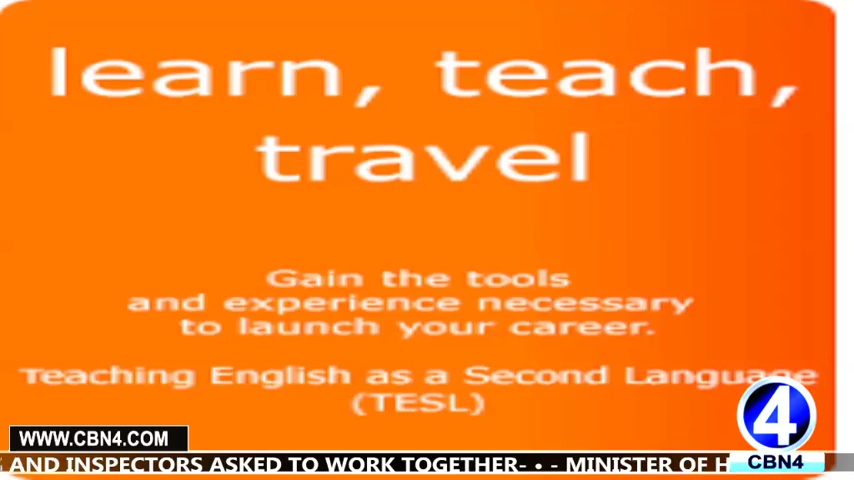 learn, teach,
travel
Gain the tools
and experience necessary
to launch your career.
Teaching English as a Second Language
(TESL)
4
WWW.CBN4.COM
AND INSPECTORS ASKED TO WORK TOGETHER- • - MINISTER OF H
CBN4